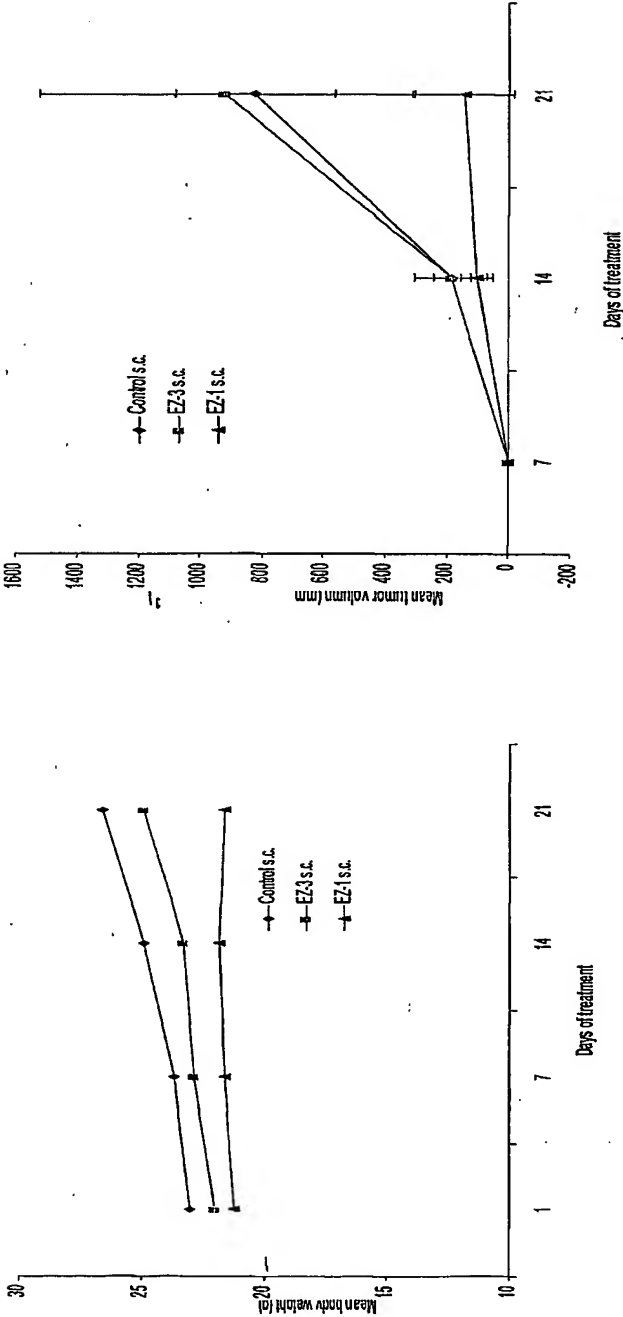 30
25
20
15
10
Mean body weight (g)
1
7
14
21
Days of treatment
Control s.c.
EZ-3 s.c.
EZ-1 s.c.
1600
1400
1200
1000
800
600
400
200
0
-200
Mean tumor volume (mm
3)
7
14
21
Days of treatment
Control s.c.
EZ-3 s.c.
EZ-1 s.c.